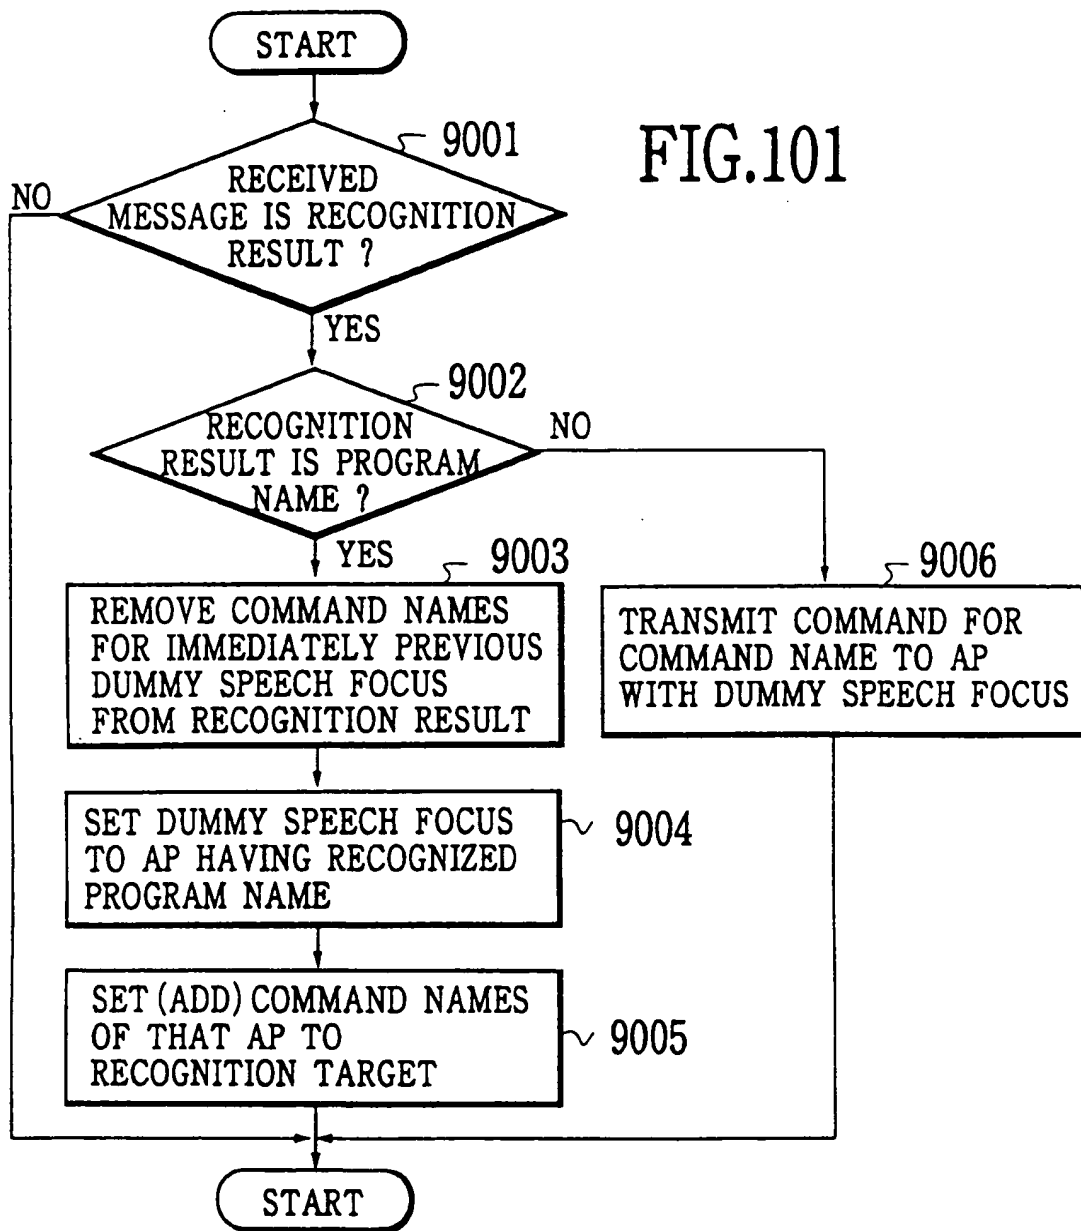 START
FIG.101
9001
NO
RECEIVED
MESSAGE IS RECOGNITION
RESULT ?
YES
9002
RECOGNITION
RESULT IS PROGRAM
NAME ?
NO
YES
9003
REMOVE COMMAND NAMES
FOR IMMEDIATELY PREVIOUS
DUMMY SPEECH FOCUS
FROM RECOGNITION RESULT
9006
TRANSMIT COMMAND FOR
COMMAND NAME TO AP
WITH DUMMY SPEECH FOCUS
SET DUMMY SPEECH FOCUS
TO AP HAVING RECOGNIZED
PROGRAM NAME
9004
SET (ADD) COMMAND NAMES
OF THAT AP TO
RECOGNITION TARGET
9005
START